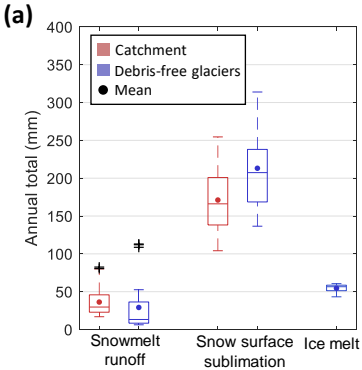 (a)
400
350
300
250
200
150
100
50
0
Annual total (mm)
Catchment
Debris-free glaciers
Mean
Snowmelt
runoff
Snow surface
sublimation
Ice melt